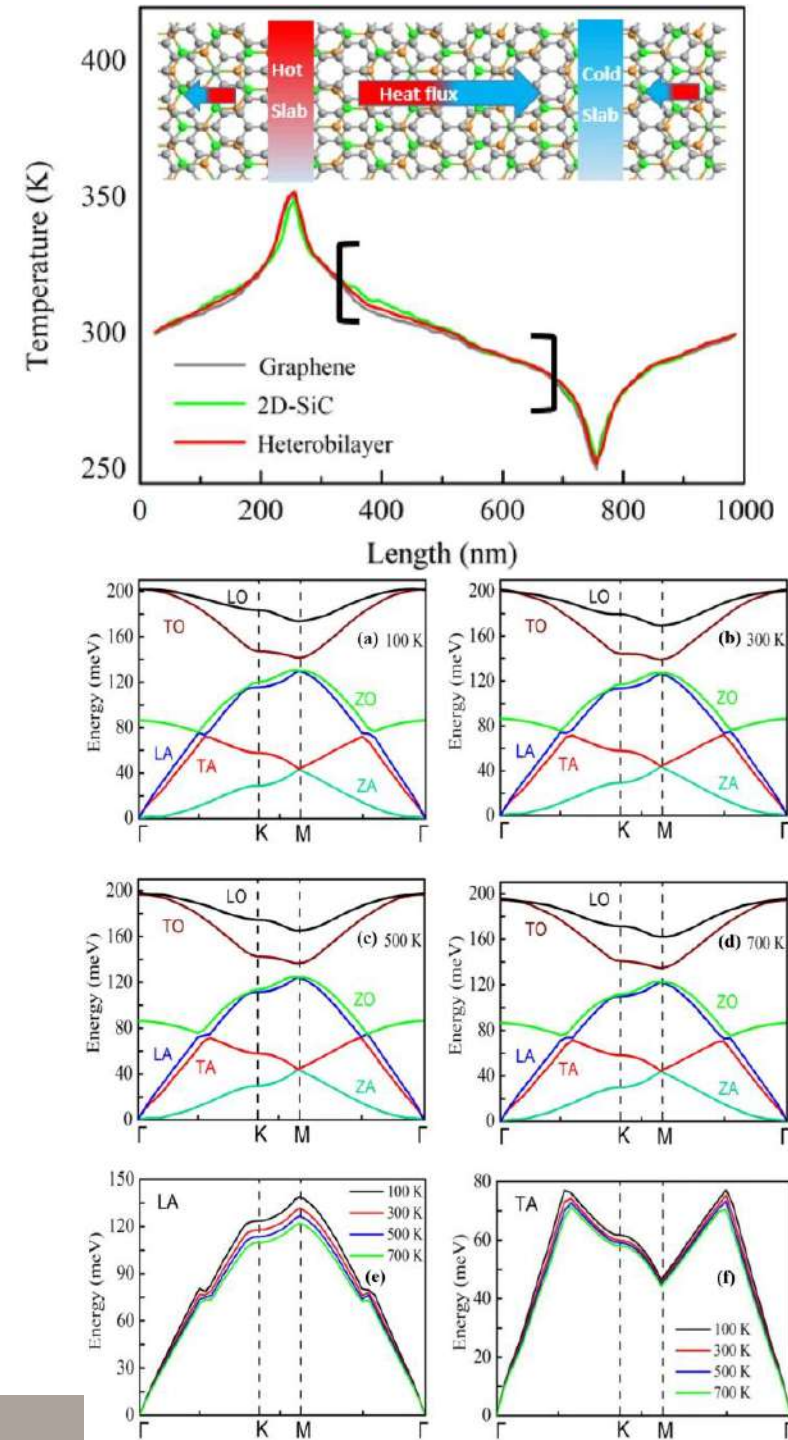 400
Hot
Slab
Heat flux
Cold
Slab
350
Temperature (K)
300
Graphene
2D-SiC
Heterobilayer
250
0 200 400 600 800 1000
Length (nm)
200
LO
TO
(a) 100 K
160
Energy (meV)
120
ZO
80
LA
TA
40
ZA
0
Γ K M Γ
200
LO
TO
(b) 300 K
160
Energy (meV)
120
ZO
80
LA
TA
40
ZA
0
Γ K M Γ
200
LO
TO
(c) 500 K
160
Energy (meV)
120
ZO
80
LA
TA
40
ZA
0
Γ K M Γ
200
LO
TO
(d) 700 K
160
Energy (meV)
120
ZO
80
LA
TA
40
ZA
0
Γ K M Γ
150
LA
100 K
300 K
500 K
700 K
120
Energy (meV)
90
60
(e)
30
0
Γ K M Γ
80
TA
60
Energy (meV)
(f)
40
100 K
300 K
500 K
700 K
20
0
Γ K M Γ